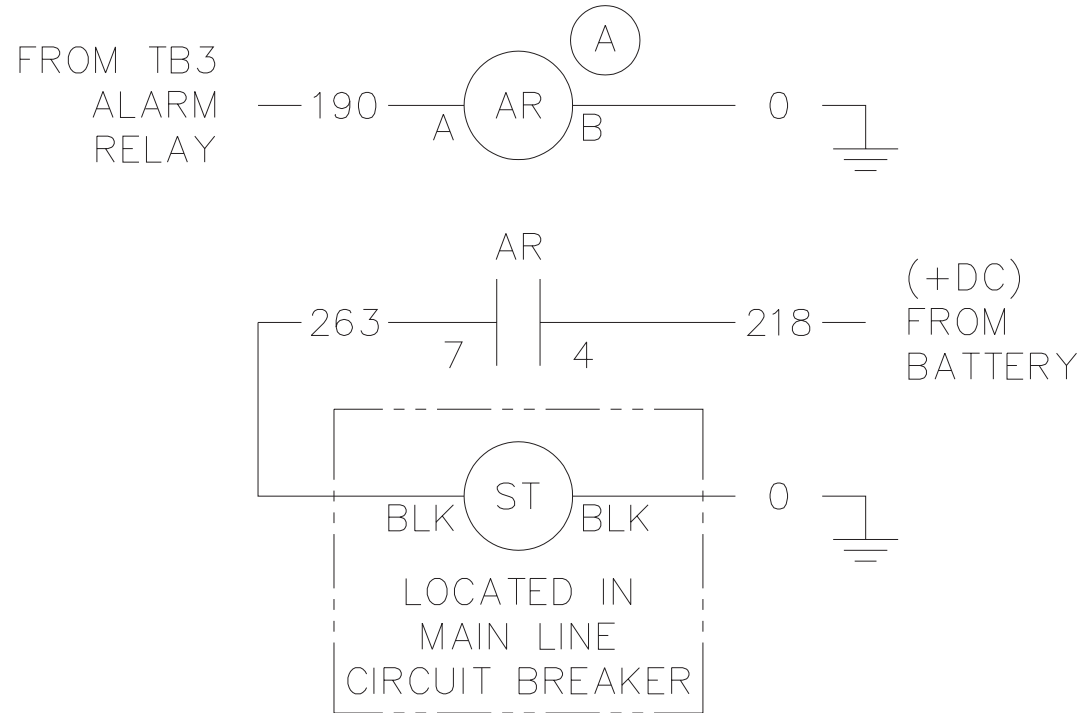 A
FROM TB3
ALARM
RELAY
190
A
AR
B
0
AR
263
7
4
218
(+DC)
FROM
BATTERY
BLK
ST
BLK
0
LOCATED IN
MAIN LINE
CIRCUIT BREAKER